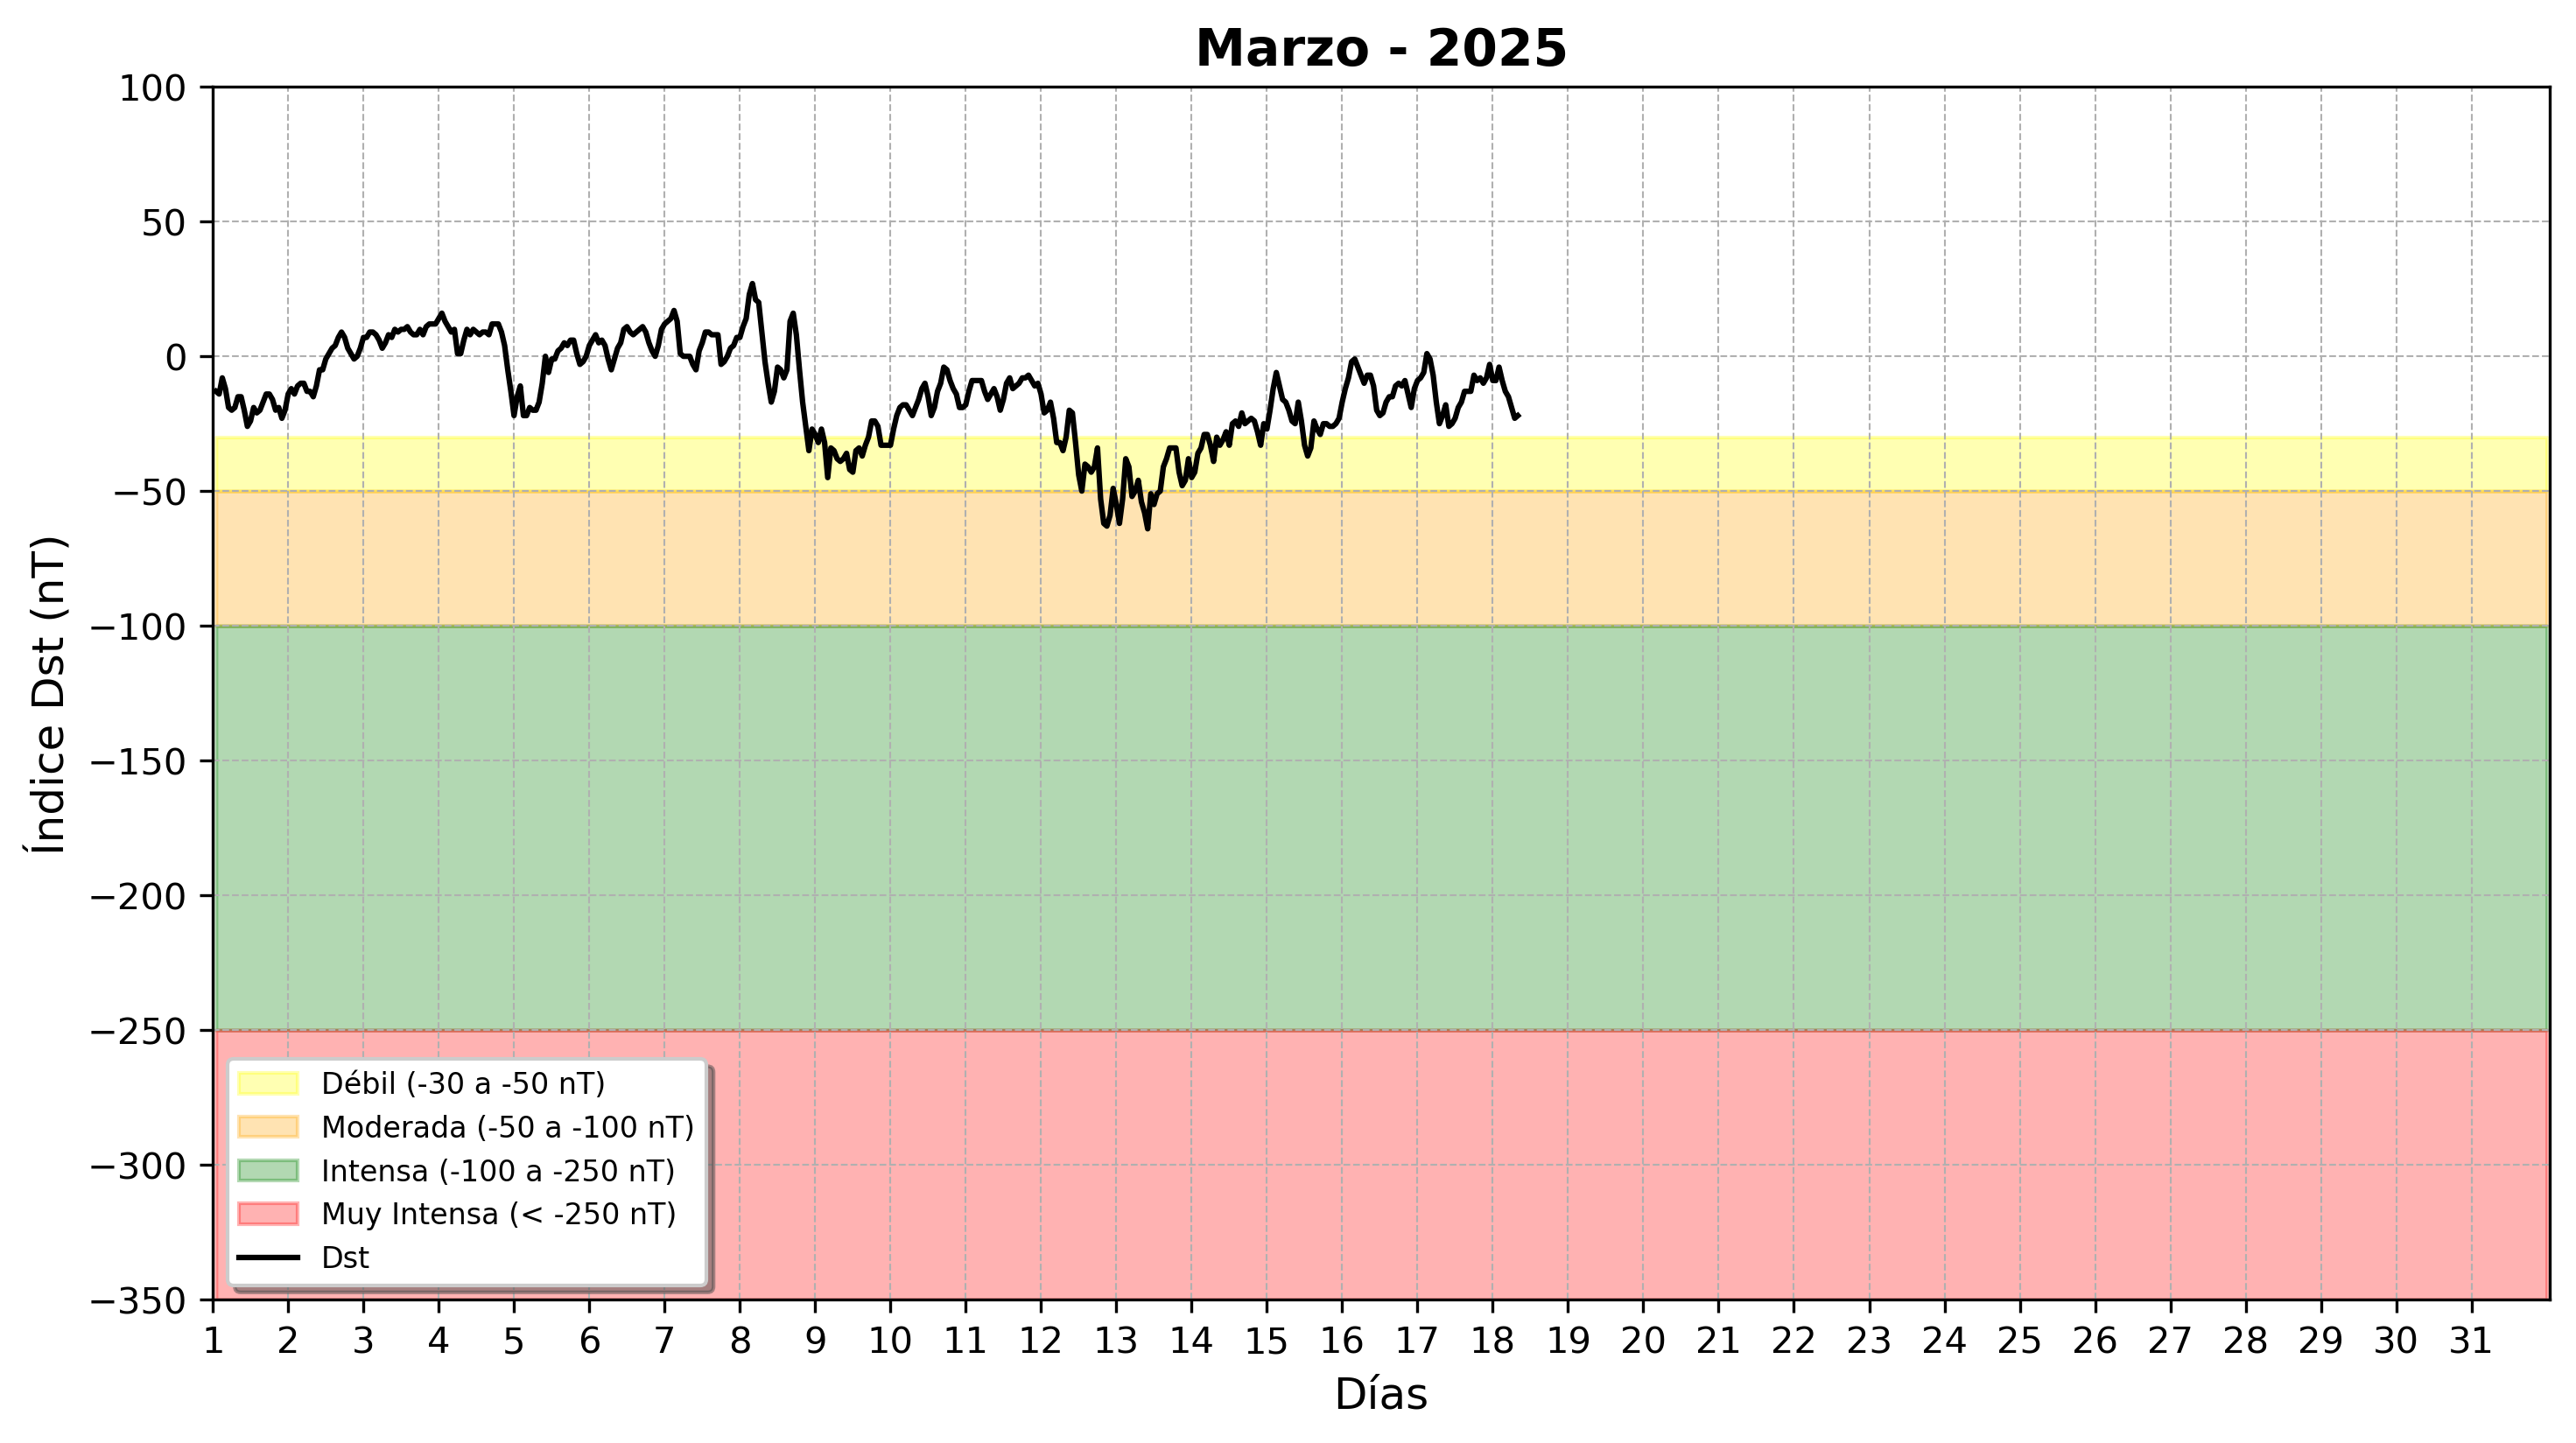 Marzo - 2025
100
50
0
−50
−100
−150
−200
−250
−300
−350
Índice Dst (nT)
Débil (-30 a -50 nT)
Moderada (-50 a -100 nT)
Intensa (-100 a -250 nT)
Muy Intensa (< -250 nT)
Dst
1 2 3 4 5 6 7 8 9 10 11 12 13 14 15 16 17 18 19 20 21 22 23 24 25 26 27 28 29 30 31
Días